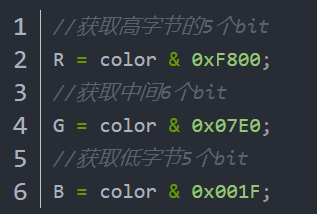 1 //获取高字节的5个bit
2 R = color & 0xF800;
3 //获取中间6个bit
4 G = color & 0x07E0;
5 //获取低字节5个bit
6 B = color & 0x001F;